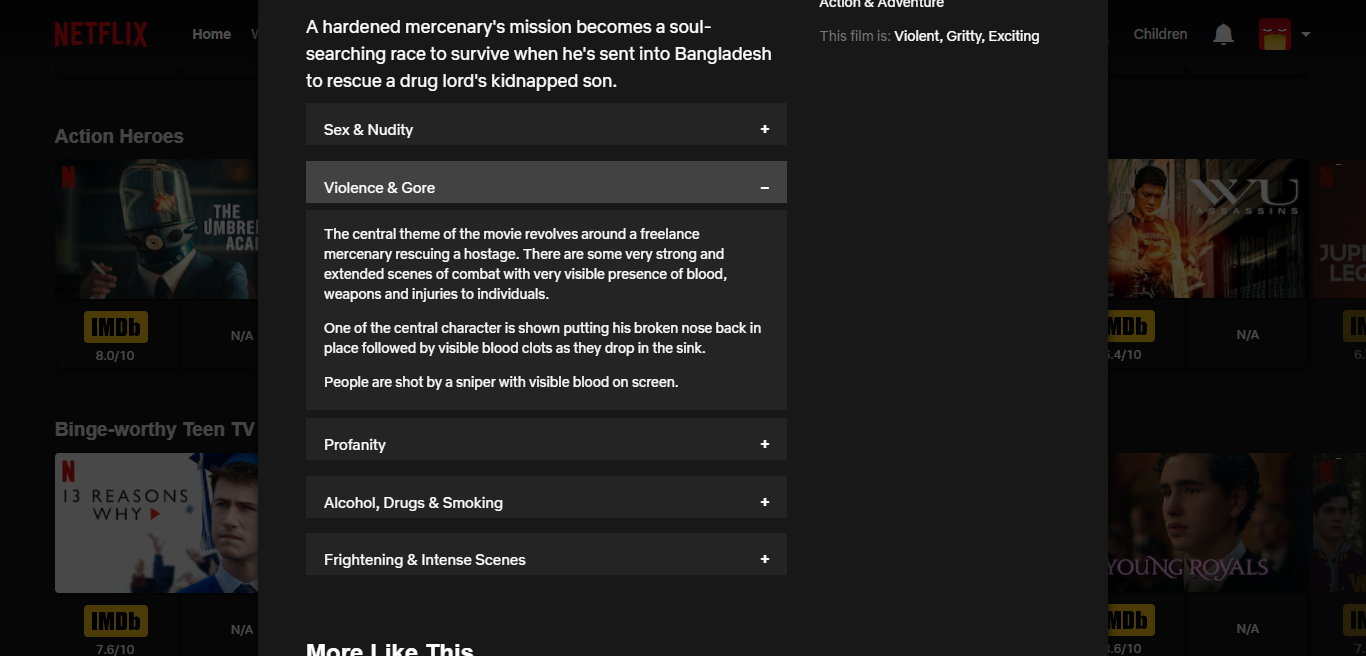 Action & Adventure
NETFLIX
Home
Children
A hardened mercenary's mission becomes a soul-
searching race to survive when he's sent into Bangladesh
to rescue a drug lord's kidnapped son.
This film is: Violent, Gritty, Exciting
Sex & Nudity +
Violence & Gore –
The central theme of the movie revolves around a freelance
mercenary rescuing a hostage. There are some very strong and
extended scenes of combat with very visible presence of blood,
weapons and injuries to individuals.
One of the central character is shown putting his broken nose back in
place followed by visible blood clots as they drop in the sink.
People are shot by a sniper with visible blood on screen.
Profanity +
Alcohol, Drugs & Smoking +
Frightening & Intense Scenes +
More Like This
Action Heroes
N
THE
UMBRE
ACA
IMDb
8.0/10
N/A
WU
ASSASSINS
N
JUPI
LEG
MDb
.4/10
N/A
IM
6.
Binge-worthy Teen TV
N
13 REASONS
WHY
IMDb
7.6/10
N/A
YOUNG ROYALS
N
W
MDb
.6/10
N/A
IM
7.